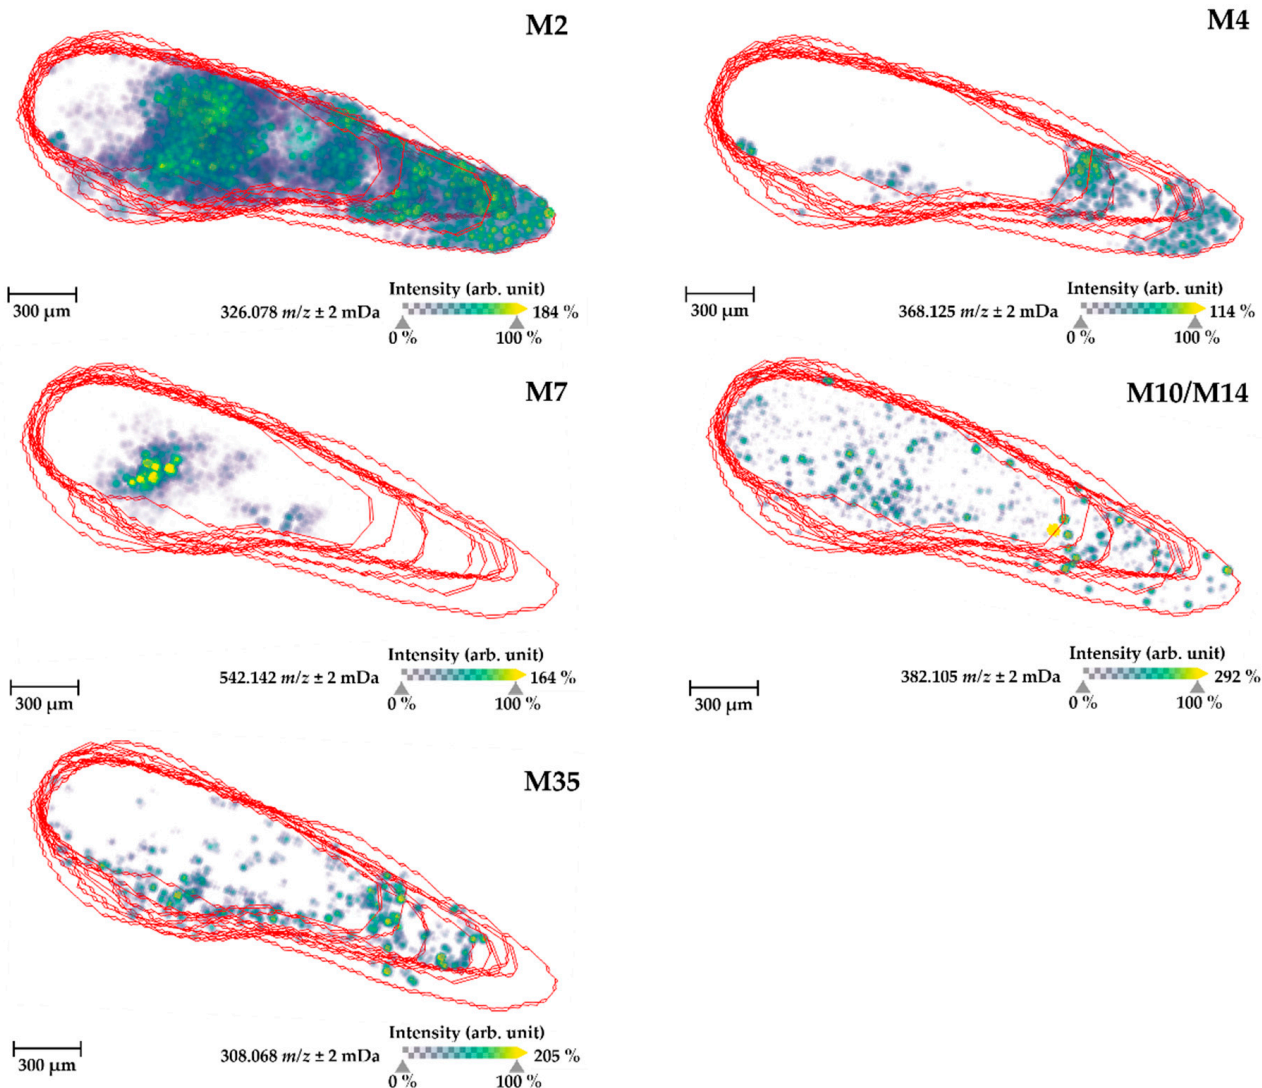 M2
300 µm
326.078 m/z ± 2 mDa
Intensity (arb. unit)
184 %
0 %
100 %
M4
300 µm
368.125 m/z ± 2 mDa
Intensity (arb. unit)
114 %
0 %
100 %
M7
300 µm
542.142 m/z ± 2 mDa
Intensity (arb. unit)
164 %
0 %
100 %
M10/M14
300 µm
382.105 m/z ± 2 mDa
Intensity (arb. unit)
292 %
0 %
100 %
M35
300 µm
308.068 m/z ± 2 mDa
Intensity (arb. unit)
205 %
0 %
100 %